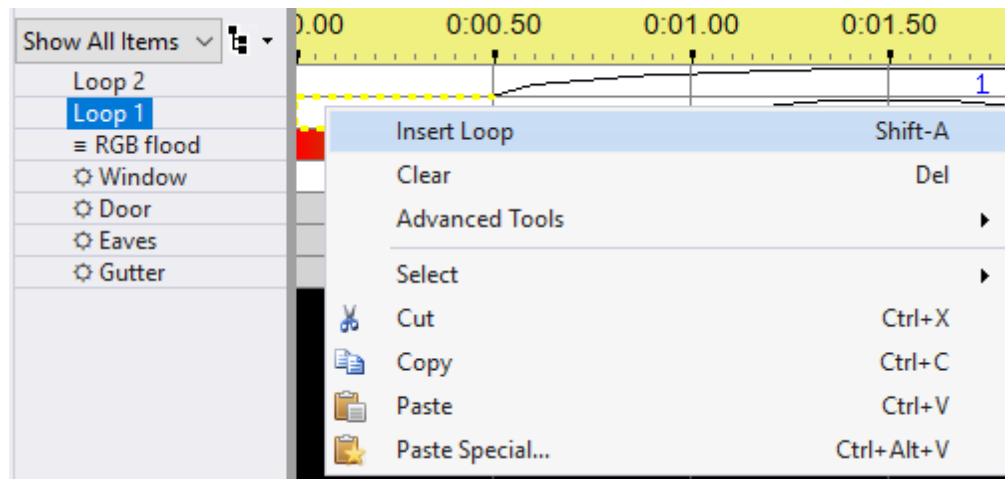 Show All Items 0.00 0:00.50 0:01.00 0:01.50
Loop 2 1
Loop 1
Insert Loop Shift-A
≡ RGB flood
Window
Clear Del
Door
Advanced Tools
Eaves
Gutter
Select
Cut Ctrl+X
Copy Ctrl+C
Paste Ctrl+V
Paste Special... Ctrl+Alt+V